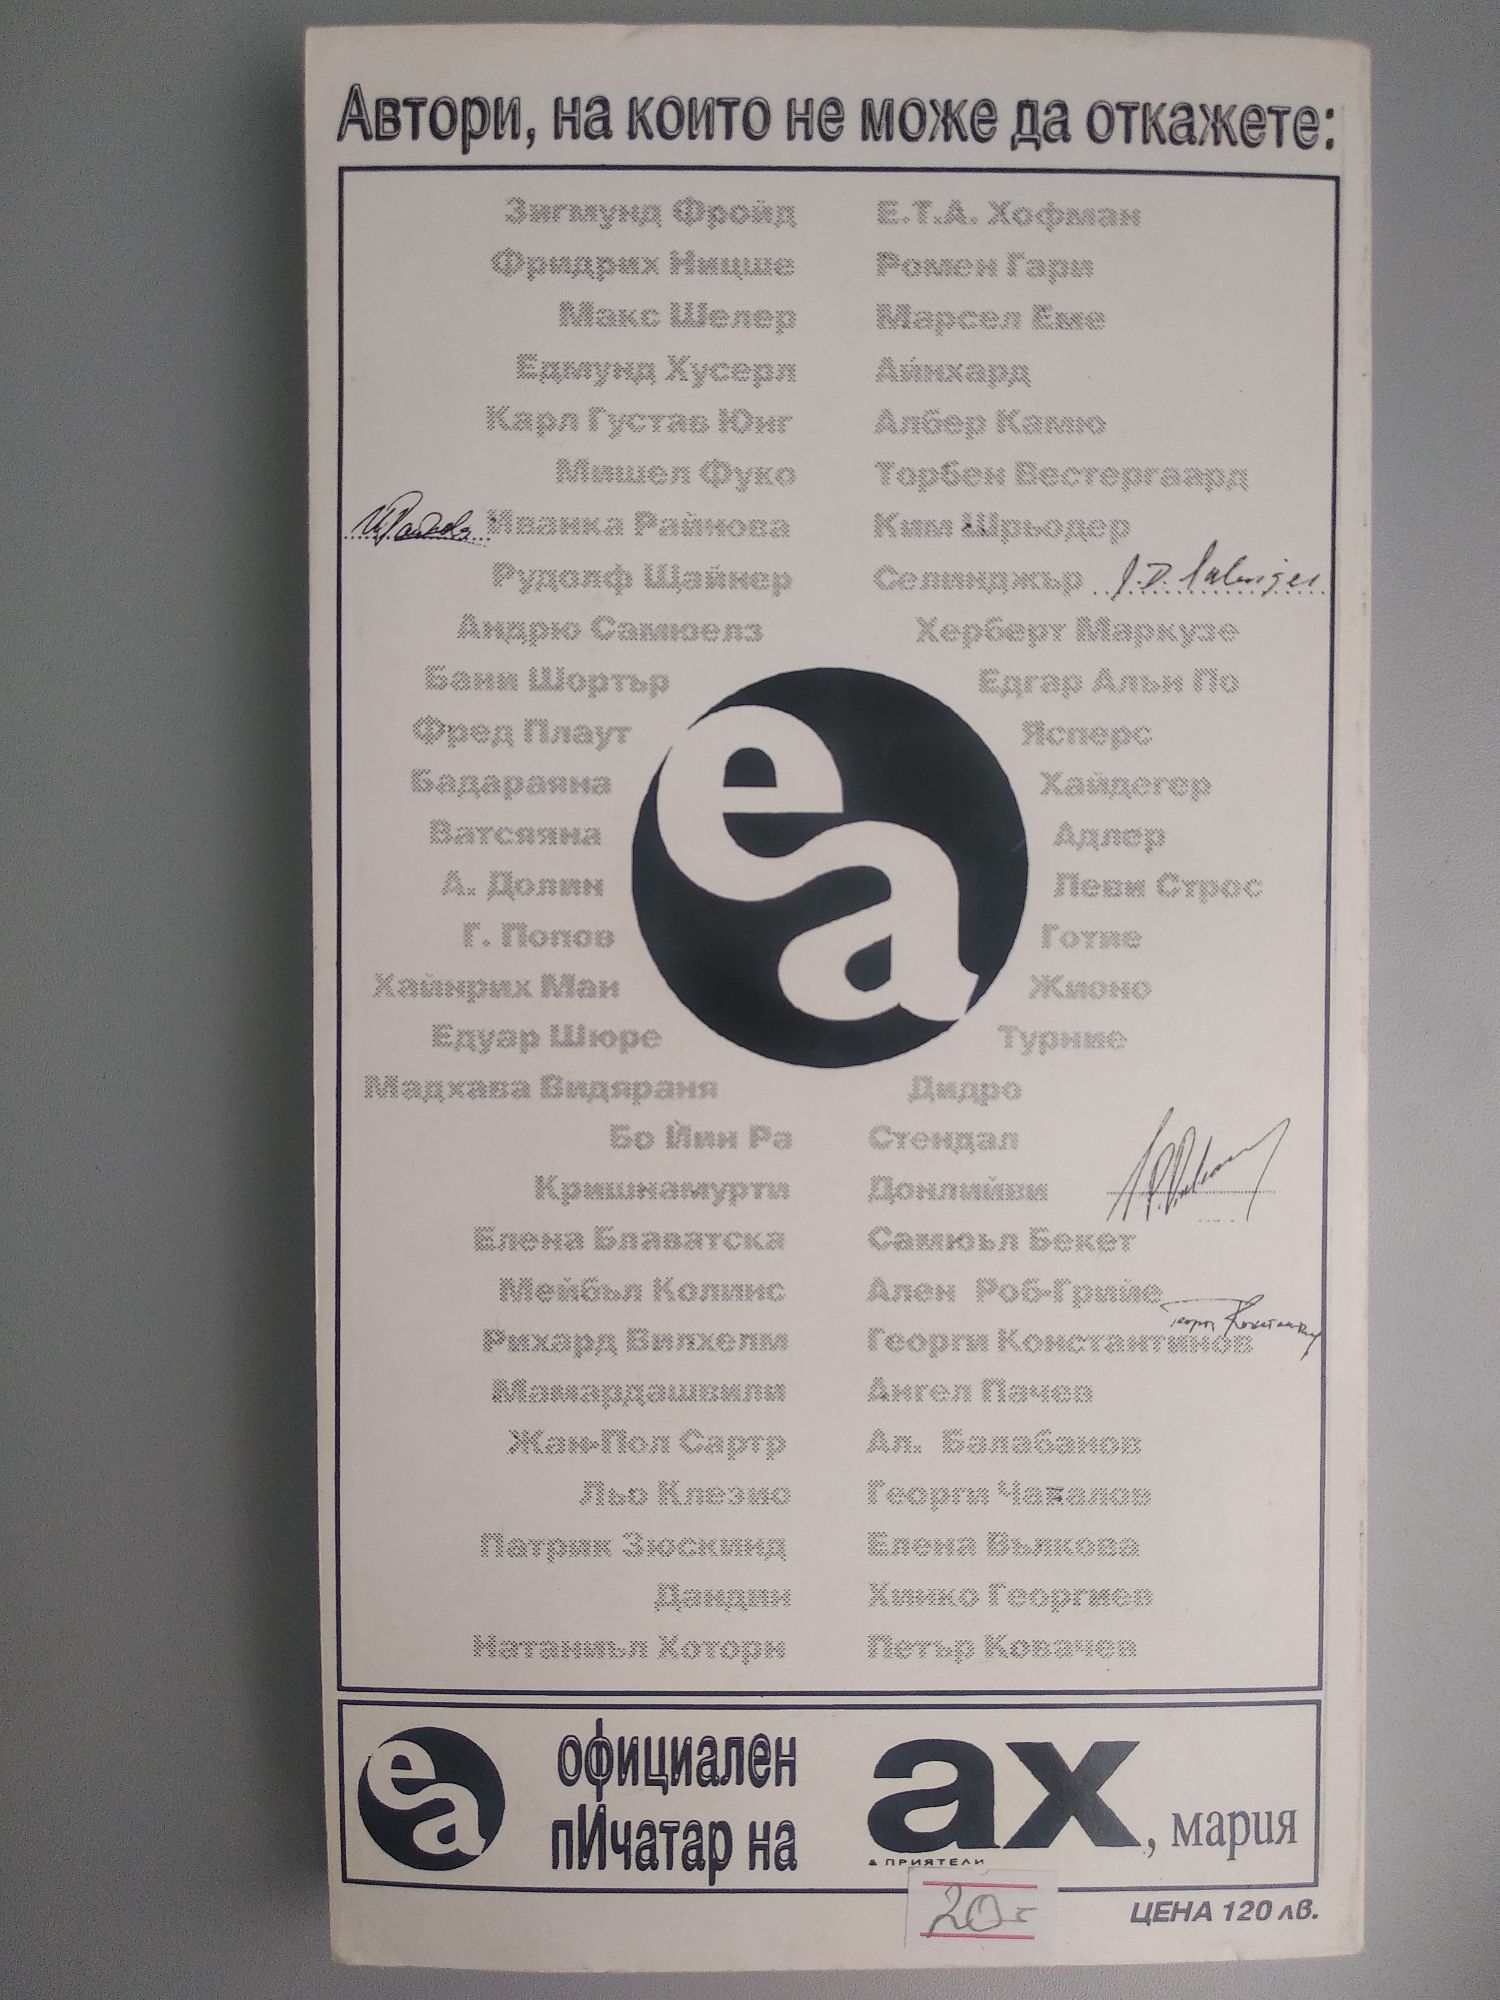 Автори, на които не може да откажете:
Зигмунд Фройд
Фридрих Ницше
Макс Шелер
Едмунд Хусерл
Карл Густав Юнг
Мишел Фуко
Иванка Райнова
Рудолф Щайнер
Андрю Самюелз
Бани Шортър
Фред Плаут
Бадараяна
Ватсяяна
А. Долин
Г. Попов
Хайнрих Ман
Едуар Шюре
Мадхава Видяраня
Бо Йин Ра
Кришнамурти
Елена Блаватска
Мейбъл Колинс
Рихард Вилхелм
Мамардашвили
Жан-Пол Сартр
Льо Клезио
Патрик Зюскинд
Дандин
Натаниъл Хоторн
Е.Т.А. Хофман
Ромен Гари
Марсел Еме
Айнхард
Албер Камю
Торбен Вестергаард
Ким Шрьодер
Селинджър J.D. Salinger
Херберт Маркузе
Едгар Алън По
Ясперс
Хайдегер
Адлер
Леви Строс
Готие
Жионо
Турние
Дидро
Стендал
Донлийви
Самюъл Бекет
Ален Роб-Грийе
Георги Константинов
Ангел Пачев
Ал. Балабанов
Георги Чапалов
Елена Вълкова
Хинко Георгиев
Петър Ковачев
ea
ea
официален
пИчатар на
ах, мария
& ПРИЯТЕЛИ
20-
ЦЕНА 120 лв.